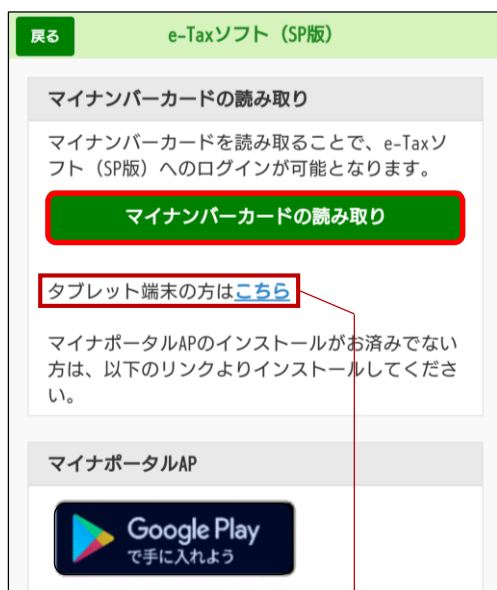 戻る
e-Taxソフト（SP版）
マイナンバーカードの読み取り
マイナンバーカードを読み取ることで、e-Taxソ
フト（SP版）へのログインが可能となります。
マイナンバーカードの読み取り
タブレット端末の方はこちら
マイナポータルAPのインストールがお済みでない
方は、以下のリンクよりインストールしてくださ
い。
マイナポータルAP
Google Play
で手に入れよう